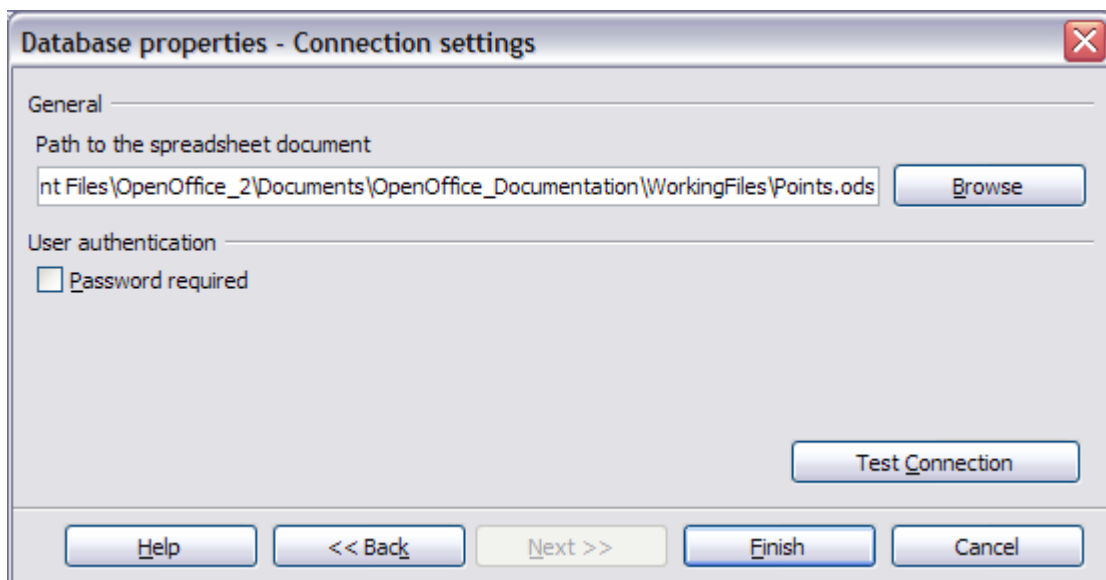 Database properties - Connection settings
General
Path to the spreadsheet document
nt Files\OpenOffice_2\Documents\OpenOffice_Documentation\WorkingFiles\Points.ods Browse
User authentication
Password required
Test Connection
Help << Back Next >> Finish Cancel